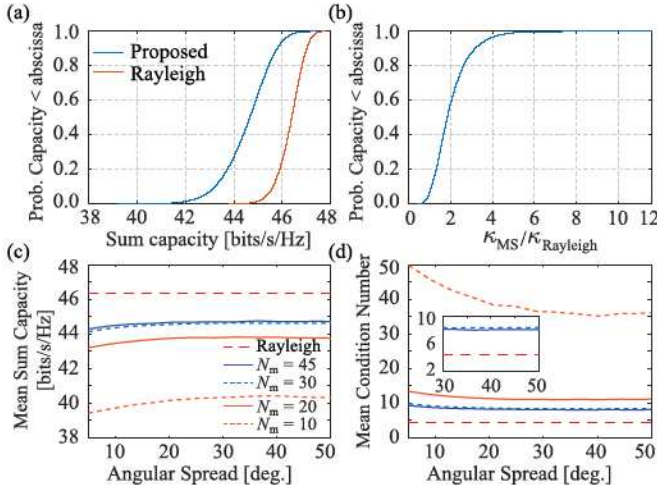 (a)
Prob. Capacity < abscissa
1.0
0.8
0.6
0.4
0.2
0.0
Proposed
Rayleigh
38 40 42 44 46 48
Sum capacity [bits/s/Hz]
(b)
Prob. Capacity < abscissa
1.0
0.8
0.6
0.4
0.2
0.0
0 2 4 6 8 10 12
κMS/κRayleigh
(c)
Mean Sum Capacity
[bits/s/Hz]
48
46
44
42
40
38
Rayleigh
Nm = 45
Nm = 30
Nm = 20
Nm = 10
10 20 30 40 50
Angular Spread [deg.]
(d)
Mean Condition Number
50
40
30
20
10
0
10
6
2
30 40 50
10 20 30 40 50
Angular Spread [deg.]